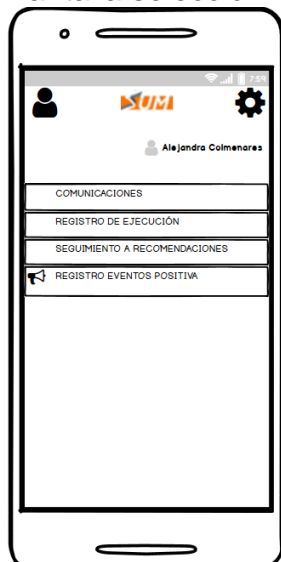 7:59
SUM
Alejandra Colmenares
COMUNICACIONES
REGISTRO DE EJECUCIÓN
SEGUIMIENTO A RECOMENDACIONES
REGISTRO EVENTOS POSITIVA